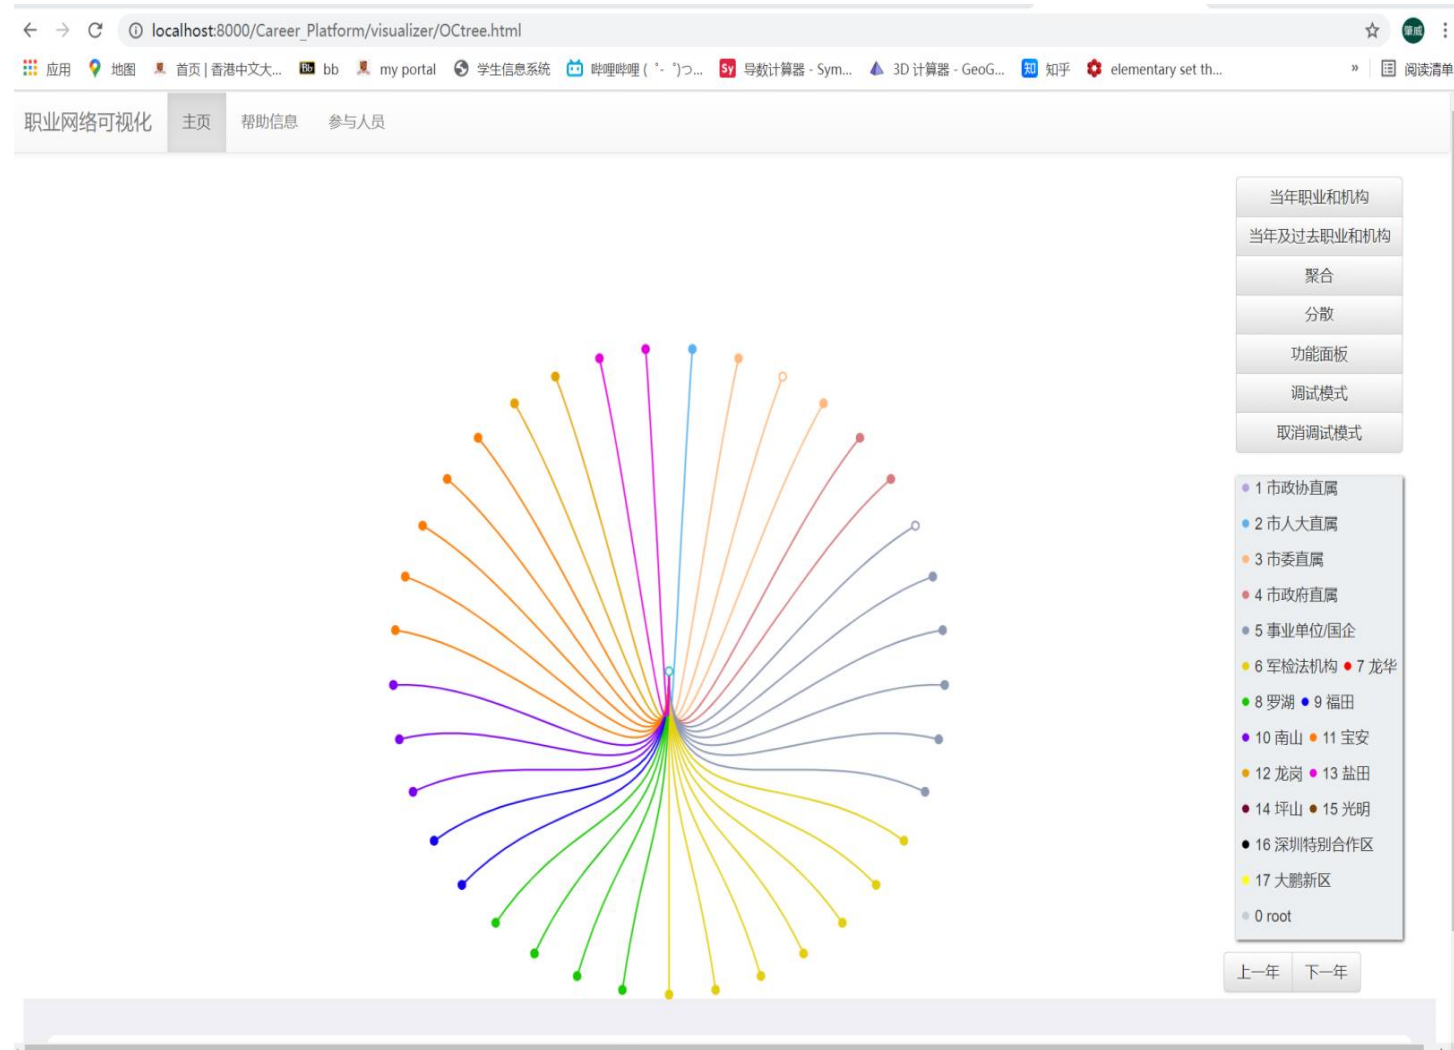 localhost:8000/Career_Platform/visualizer/OCtree.html
肇威
应用 地图 首页 | 香港中文大... Bb bb my portal 学生信息系统 哔哩哔哩 ( ゜- ゜)つ... Sy 导数计算器 - Sym... 3D 计算器 - GeoG... 知 知乎 elementary set th... » 阅读清单
职业网络可视化 主页 帮助信息 参与人员
当年职业和机构
当年及过去职业和机构
聚合
分散
功能面板
调试模式
取消调试模式
1 市政协直属
2 市人大直属
3 市委直属
4 市政府直属
5 事业单位/国企
6 军检法机构 7 龙华
8 罗湖 9 福田
10 南山 11 宝安
12 龙岗 13 盐田
14 坪山 15 光明
16 深圳特别合作区
17 大鹏新区
0 root
上一年 下一年